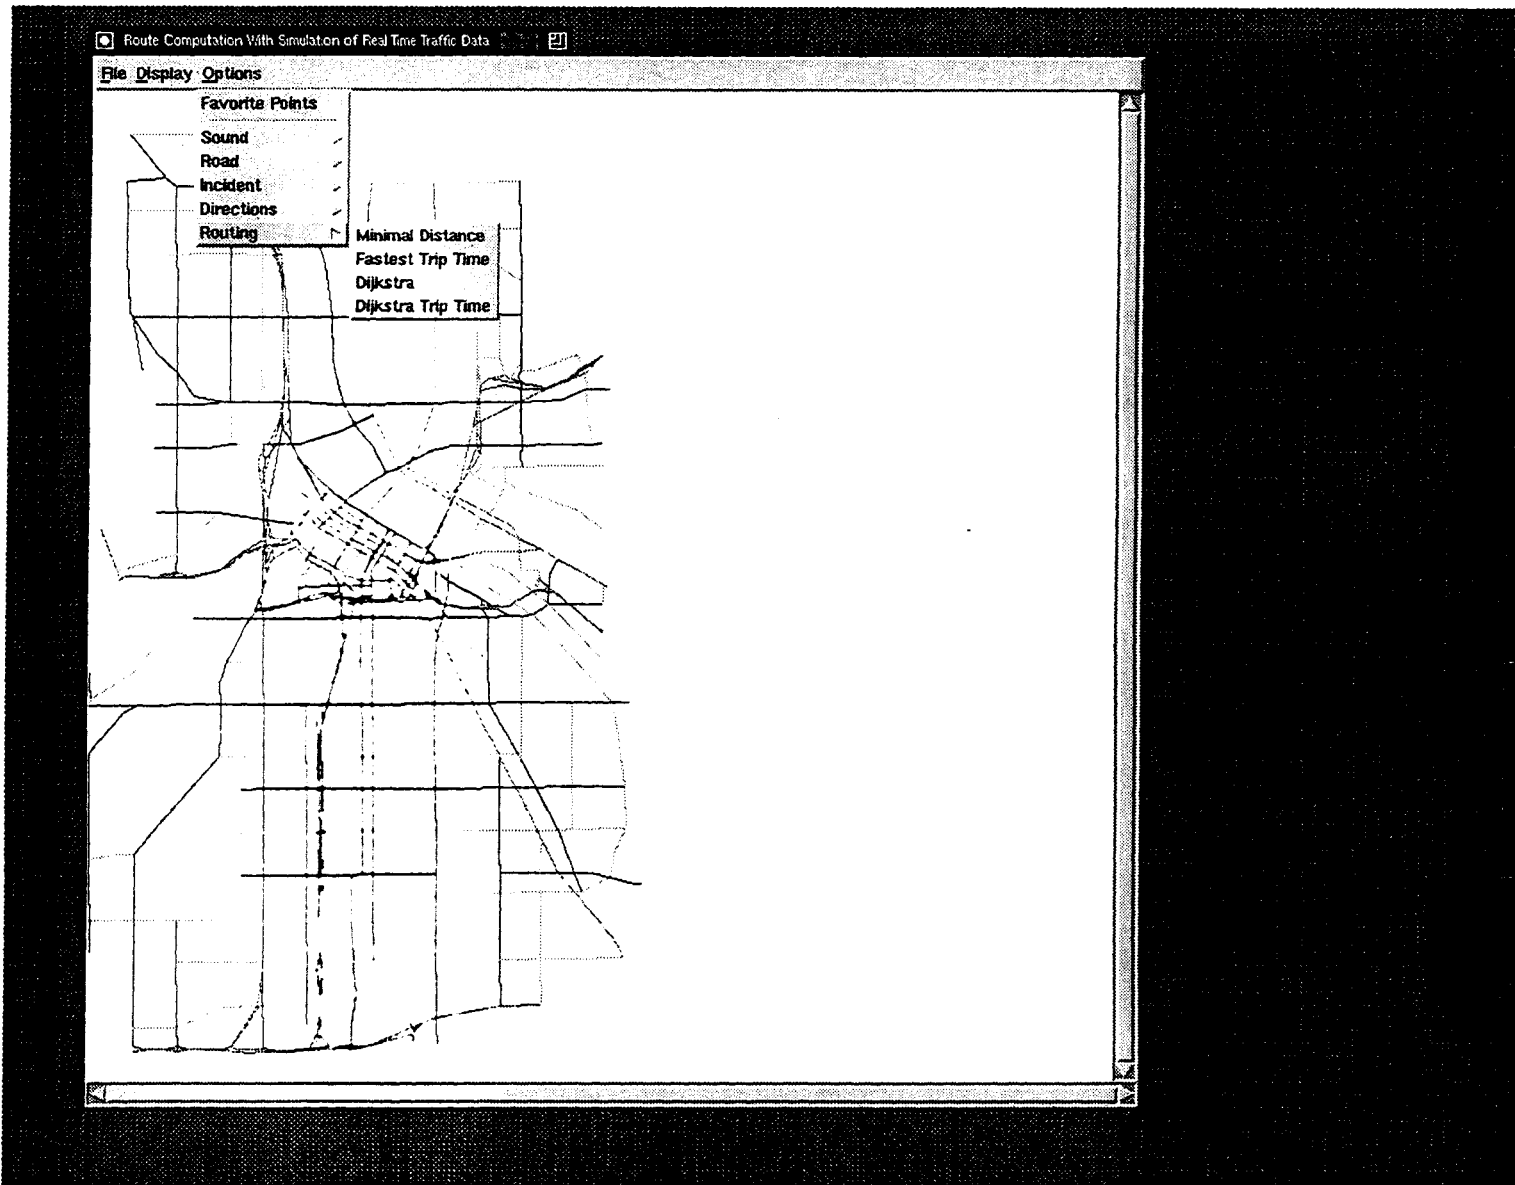 Route Computation With Simulation of Real Time Traffic Data
File Display Options
Favorite Points
Sound
Road
Incident
Directions
Routing
Minimal Distance
Fastest Trip Time
Dijkstra
Dijkstra Trip Time